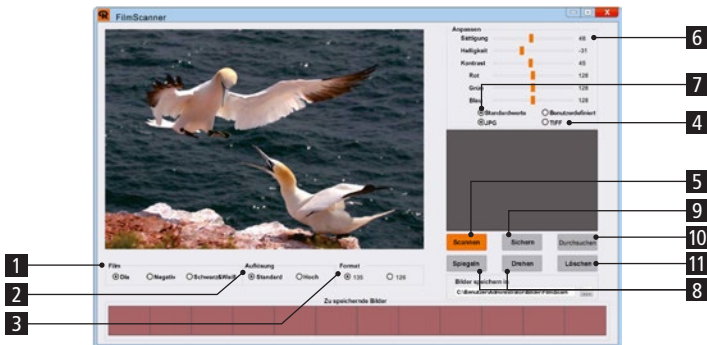 FilmScanner
Anpassen
Sättigung 48
Helligkeit -31
Kontrast 45
Rot 128
Grün 128
Blau 128
Standardwerte Benutzerdefiniert
JPG TIFF
Scannen Sichern Durchsuchen
Spiegeln Drehen Löschen
Bilder speichern in
Film Auflösung Format
Dia Negativ Schwarz&Weiß Standard Hoch 135 126
Zu speichernde Bilder
6
7
4
5
9
10
11
8
1
2
3